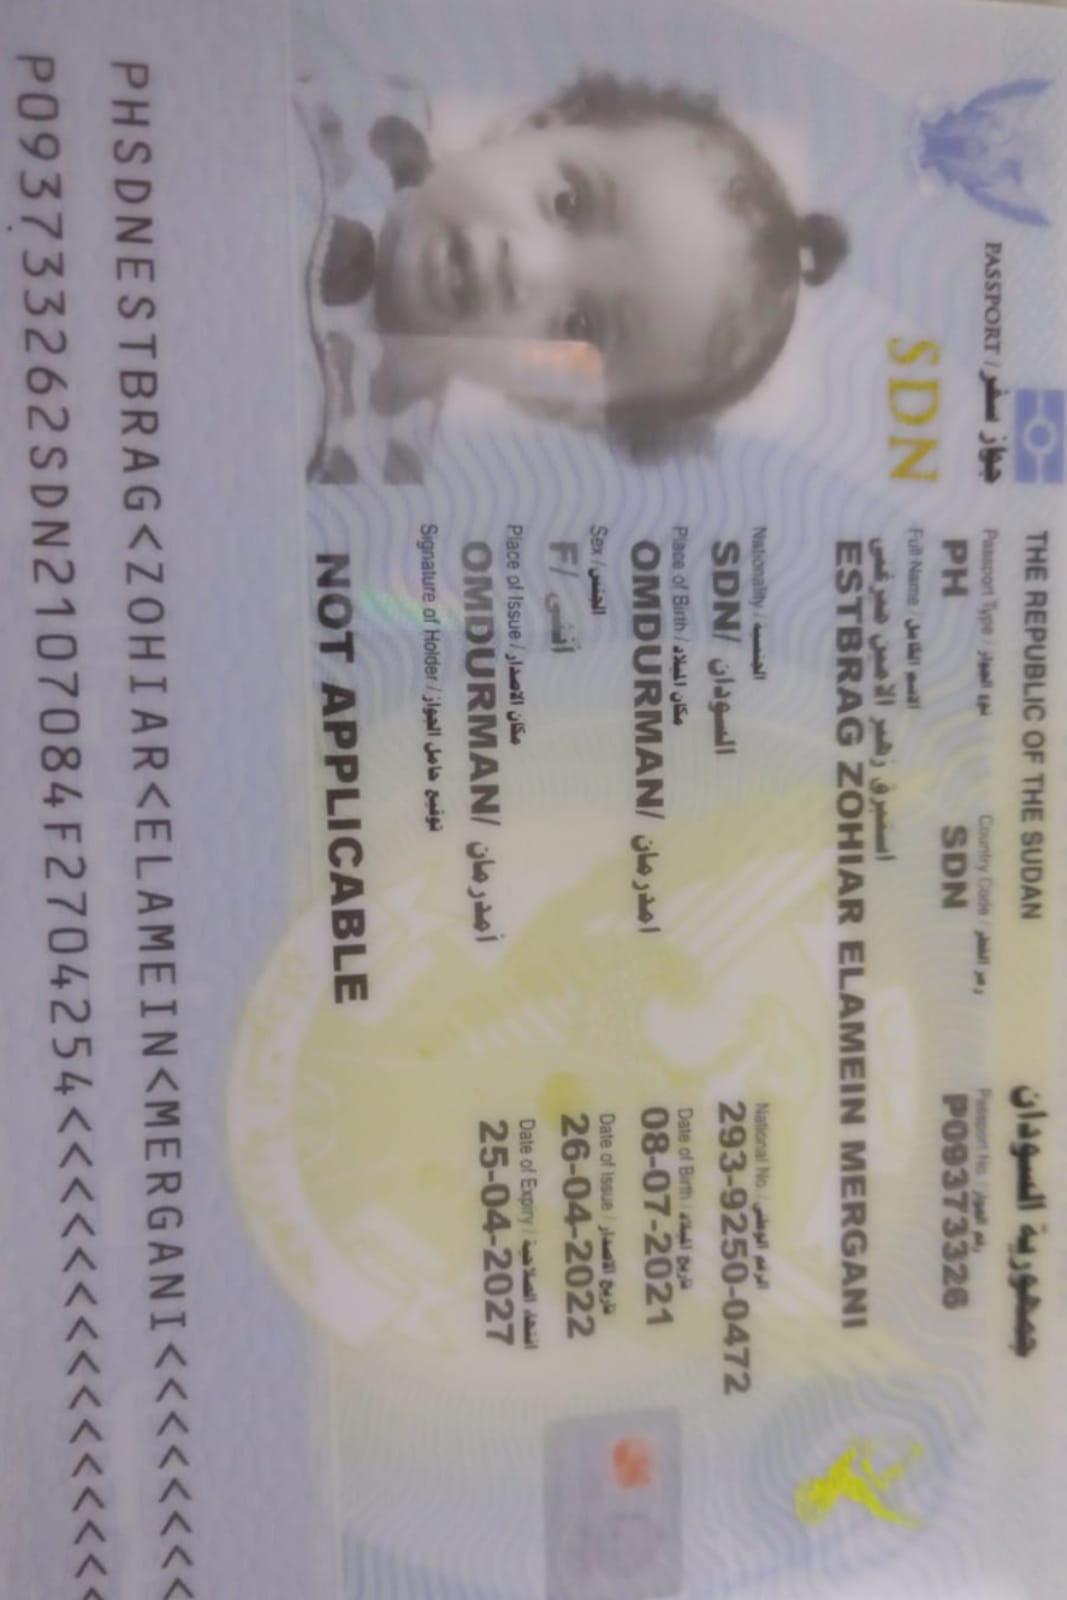 THE REPUBLIC OF THE SUDAN جمهورية السودان
PASSPORT / جواز سفر
Passport Type / نوع الجواز Country Code / رمز القطر Passport No. / رقم الجواز
PH SDN P09373326
SDN
Full Name / الاسم الكامل
استبرق زهير الامين ميرغنى
ESTBRAG ZOHIAR ELAMEIN MERGANI
Nationality / الجنسية National No. / الرقم الوطني
SDN/ السودان 293-9250-0472
Place of Birth / مكان الميلاد Date of Birth / تاريخ الميلاد
OMDURMAN/ امدرمان 08-07-2021
Sex / الجنس Date of Issue / تاريخ الاصدار
F/ أنثى 26-04-2022
Place of Issue / مكان الاصدار Date of Expiry / انتهاء الصلاحية
OMDURMAN/ أمدرمان 25-04-2027
Signature of Holder / توقيع حامل الجواز
NOT APPLICABLE
PHSDNESTBRAG<ZOHIAR<ELAMEIN<MERGANI<<<<<<<<
P093733262SDN2107084F2704254<<<<<<<<<<<<<<